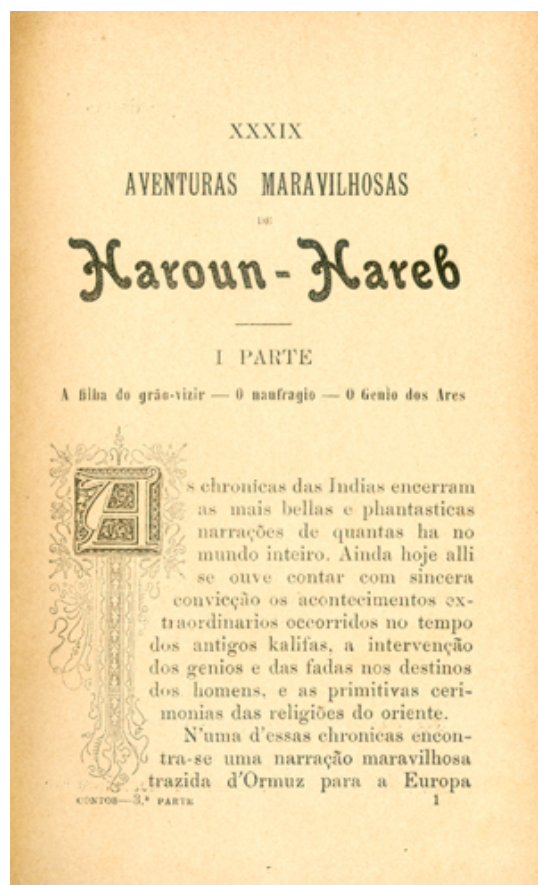 XXXIX
AVENTURAS MARAVILHOSAS
DE
Haroun-Hareb
I PARTE
A filha do grão-vizir — O naufragio — O Genio dos Ares
As chronicas das Indias encerram
as mais bellas e phantasticas
narrações de quantas ha no
mundo inteiro. Ainda hoje alli
se ouve contar com sincera
convicção os acontecimentos ex-
traordinarios occorridos no tempo
dos antigos kalifas, a intervenção
dos genios e das fadas nos destinos
dos homens, e as primitivas ceri-
monias das religiões do oriente.
N'uma d'essas chronicas encon-
tra-se uma narração maravilhosa
trazida d'Ormuz para a Europa
CONTOS—3.ª PARTE 1